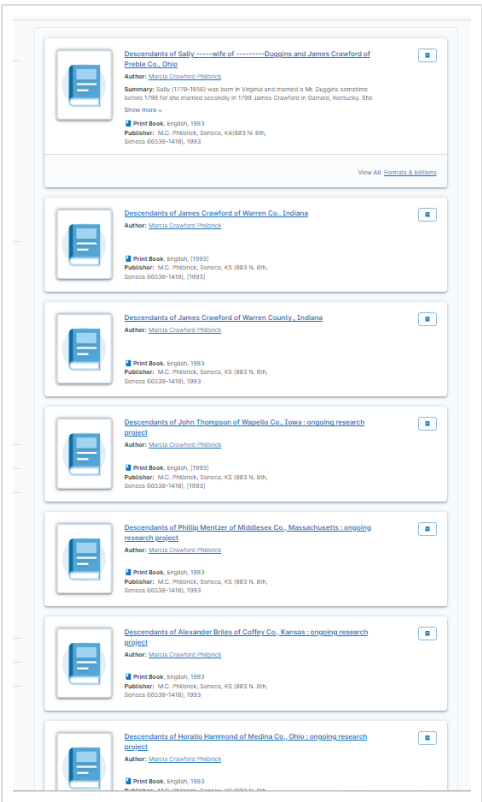 Descendants of Sally -----wife of ---------Duggins and James Crawford of
Preble Co., Ohio
Author: Marcia Crawford Philbrick
Summary: Sally (1779-1856) was born in Virginia and married a Mr. Duggins sometime
before 1799 for she married secondly in 1799 James Crawford in Garrard, Kentucky. She
Show more
Print Book, English, 1993
Publisher: M.C. Philbrick, Seneca, KA(803 N. 8th,
Seneca 66538-1418), 1993
View All Formats & Editions
Descendants of James Crawford of Warren Co., Indiana
Author: Marcia Crawford Philbrick
Print Book, English, [1993]
Publisher: M.C. Philbrick, Seneca, KS (803 N. 8th,
Seneca 66538-1418), [1993]
Descendants of James Crawford of Warren County., Indiana
Author: Marcia Crawford Philbrick
Print Book, English, 1993
Publisher: M.C. Philbrick, Seneca, KS (803 N. 8th,
Seneca 66538-1418), 1993
Descendants of John Thompson of Wapello Co., Iowa : ongoing research
project
Author: Marcia Crawford Philbrick
Print Book, English, [1993]
Publisher: M.C. Philbrick, Seneca, KS (803 N. 8th,
Seneca 66538-1418), [1993]
Descendants of Phillip Mentzer of Middlesex Co., Massachusetts : ongoing
research project
Author: Marcia Crawford Philbrick
Print Book, English, 1993
Publisher: M.C. Philbrick, Seneca, KS (803 N. 8th,
Seneca 66538-1418), 1993
Descendants of Alexander Briles of Coffey Co., Kansas : ongoing research
project
Author: Marcia Crawford Philbrick
Print Book, English, 1993
Publisher: M.C. Philbrick, Seneca, KS (803 N. 8th,
Seneca 66538-1418), 1993
Descendants of Horatio Hammond of Medina Co., Ohio : ongoing research
project
Author: Marcia Crawford Philbrick
Print Book, English, 1993